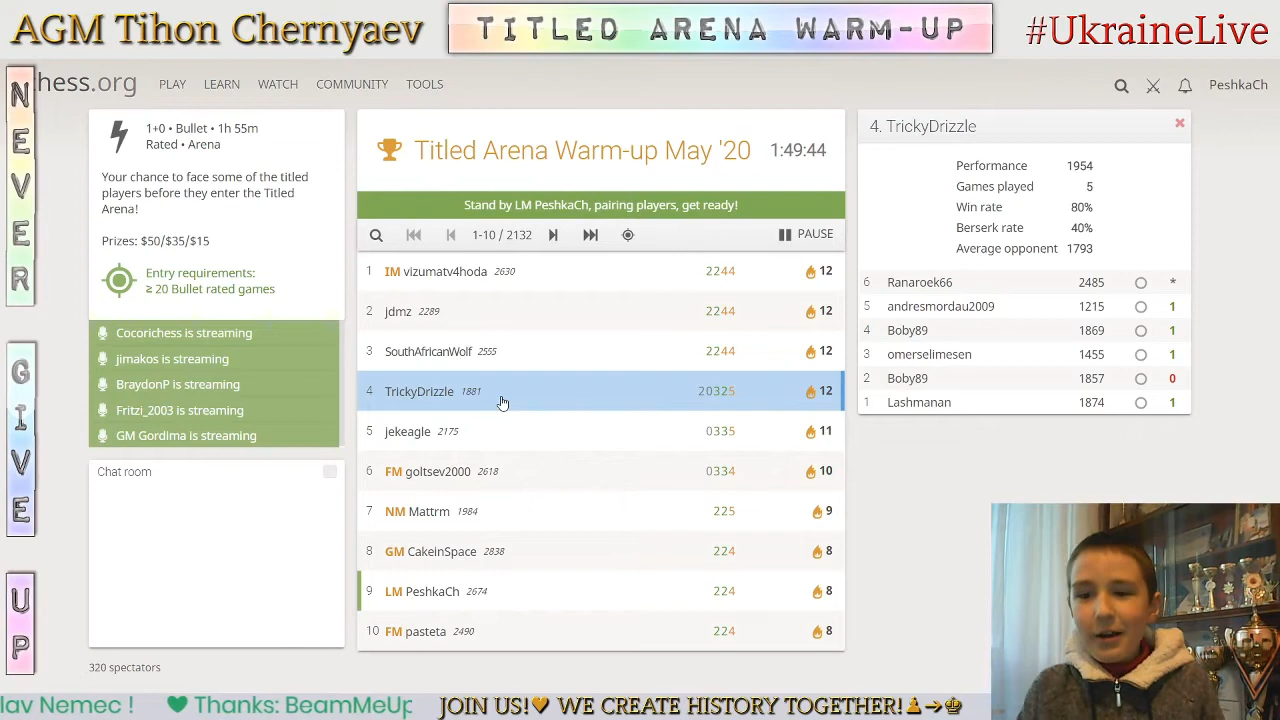 AGM Tihon Chernyaev
TITLED ARENA WARM-UP
#UkraineLive
NEVER
GIVE
UP
hess.org PLAY LEARN WATCH COMMUNITY TOOLS PeshkaCh
1+0 • Bullet • 1h 55m
Rated • Arena
Your chance to face some of the titled
players before they enter the Titled
Arena!
Prizes: $50/$35/$15
Entry requirements:
≥ 20 Bullet rated games
Cocorichess is streaming
jimakos is streaming
BraydonP is streaming
Fritzi_2003 is streaming
GM Gordima is streaming
Chat room
320 spectators
Titled Arena Warm-up May '20 1:49:44
Stand by LM PeshkaCh, pairing players, get ready!
1-10 / 2132 PAUSE
1 IM vizumatv4hoda 2630 2244 12
2 jdmz 2289 2244 12
3 SouthAfricanWolf 2555 2244 12
4 TrickyDrizzle 1881 20325 12
5 jekeagle 2175 0335 11
6 FM goltsev2000 2618 0334 10
7 NM Mattrm 1984 225 9
8 GM CakeinSpace 2838 224 8
9 LM PeshkaCh 2674 224 8
10 FM pasteta 2490 224 8
4. TrickyDrizzle
Performance 1954
Games played 5
Win rate 80%
Berserk rate 40%
Average opponent 1793
6 Ranaroek66 2485 *
5 andresmordau2009 1215 1
4 Boby89 1869 1
3 omerselimesen 1455 1
2 Boby89 1857 0
1 Lashmanan 1874 1
lav Nemec ! Thanks: BeamMeUp
JOIN US! WE CREATE HISTORY TOGETHER!